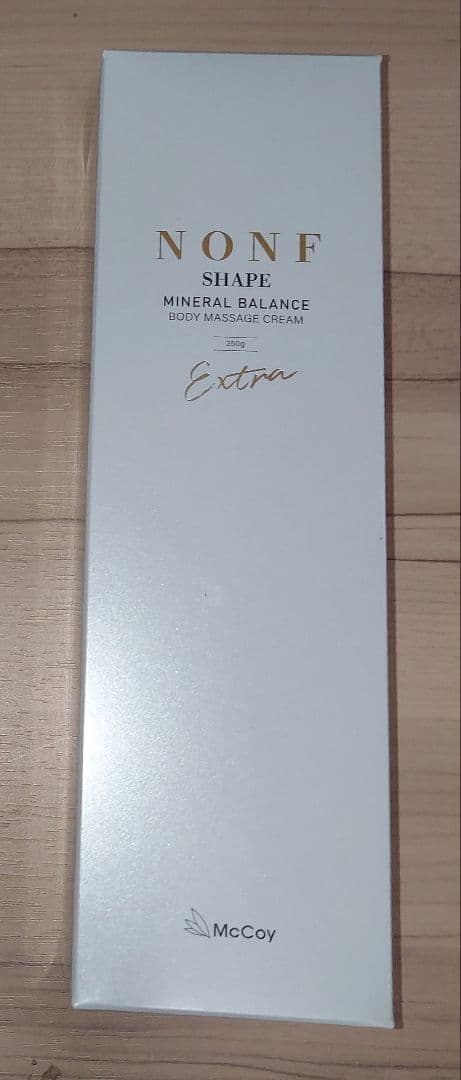 NONF
SHAPE
MINERAL BALANCE
BODY MASSAGE CREAM
250g
Extra
McCoy